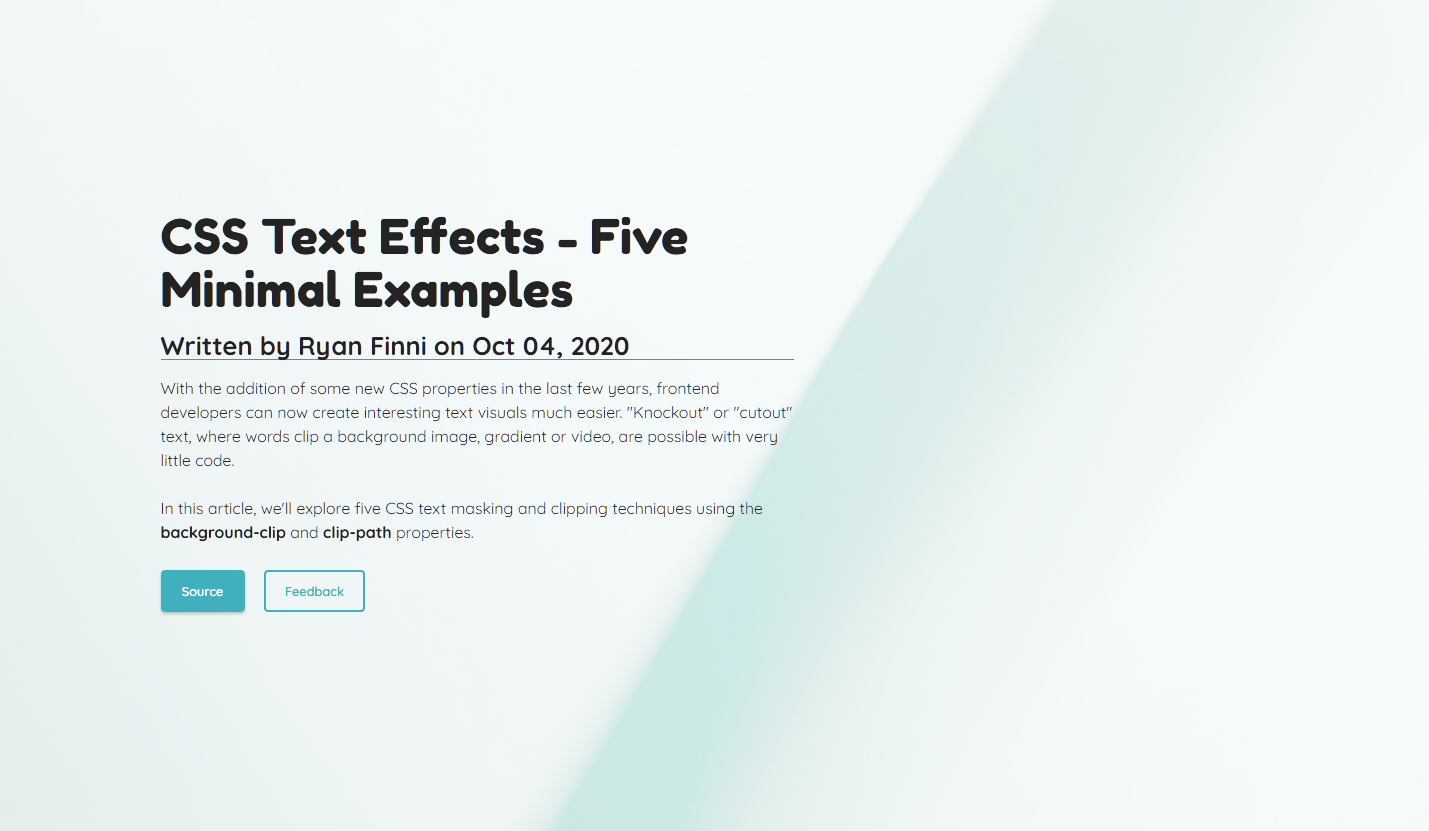 CSS Text Effects - Five
Minimal Examples
Written by Ryan Finni on Oct 04, 2020
With the addition of some new CSS properties in the last few years, frontend
developers can now create interesting text visuals much easier. "Knockout" or "cutout"
text, where words clip a background image, gradient or video, are possible with very
little code.
In this article, we'll explore five CSS text masking and clipping techniques using the
background-clip and clip-path properties.
Source Feedback